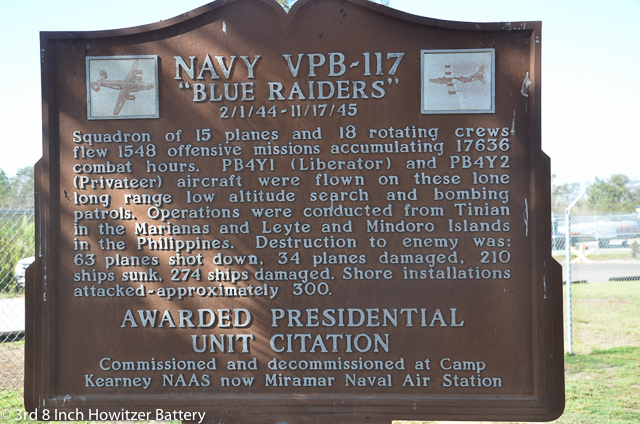 NAVY VPB-117
"BLUE RAIDERS"
2/1/44-11/17/45
Squadron of 15 planes and 18 rotating crews
flew 1548 offensive missions accumulating 17636
combat hours. PB4Y1 (Liberator) and PB4Y2
(Privateer) aircraft were flown on these lone
long range low altitude search and bombing
patrols. Operations were conducted from Tinian
in the Marianas and Leyte and Mindoro Islands
in the Philippines. Destruction to enemy was:
63 planes shot down, 34 planes damaged, 210
ships sunk, 274 ships damaged. Shore installations
attacked-approximately 300.
AWARDED PRESIDENTIAL
UNIT CITATION
Commissioned and decommissioned at Camp
Kearney NAAS now Miramar Naval Air Station
© 3rd 8 Inch Howitzer Battery